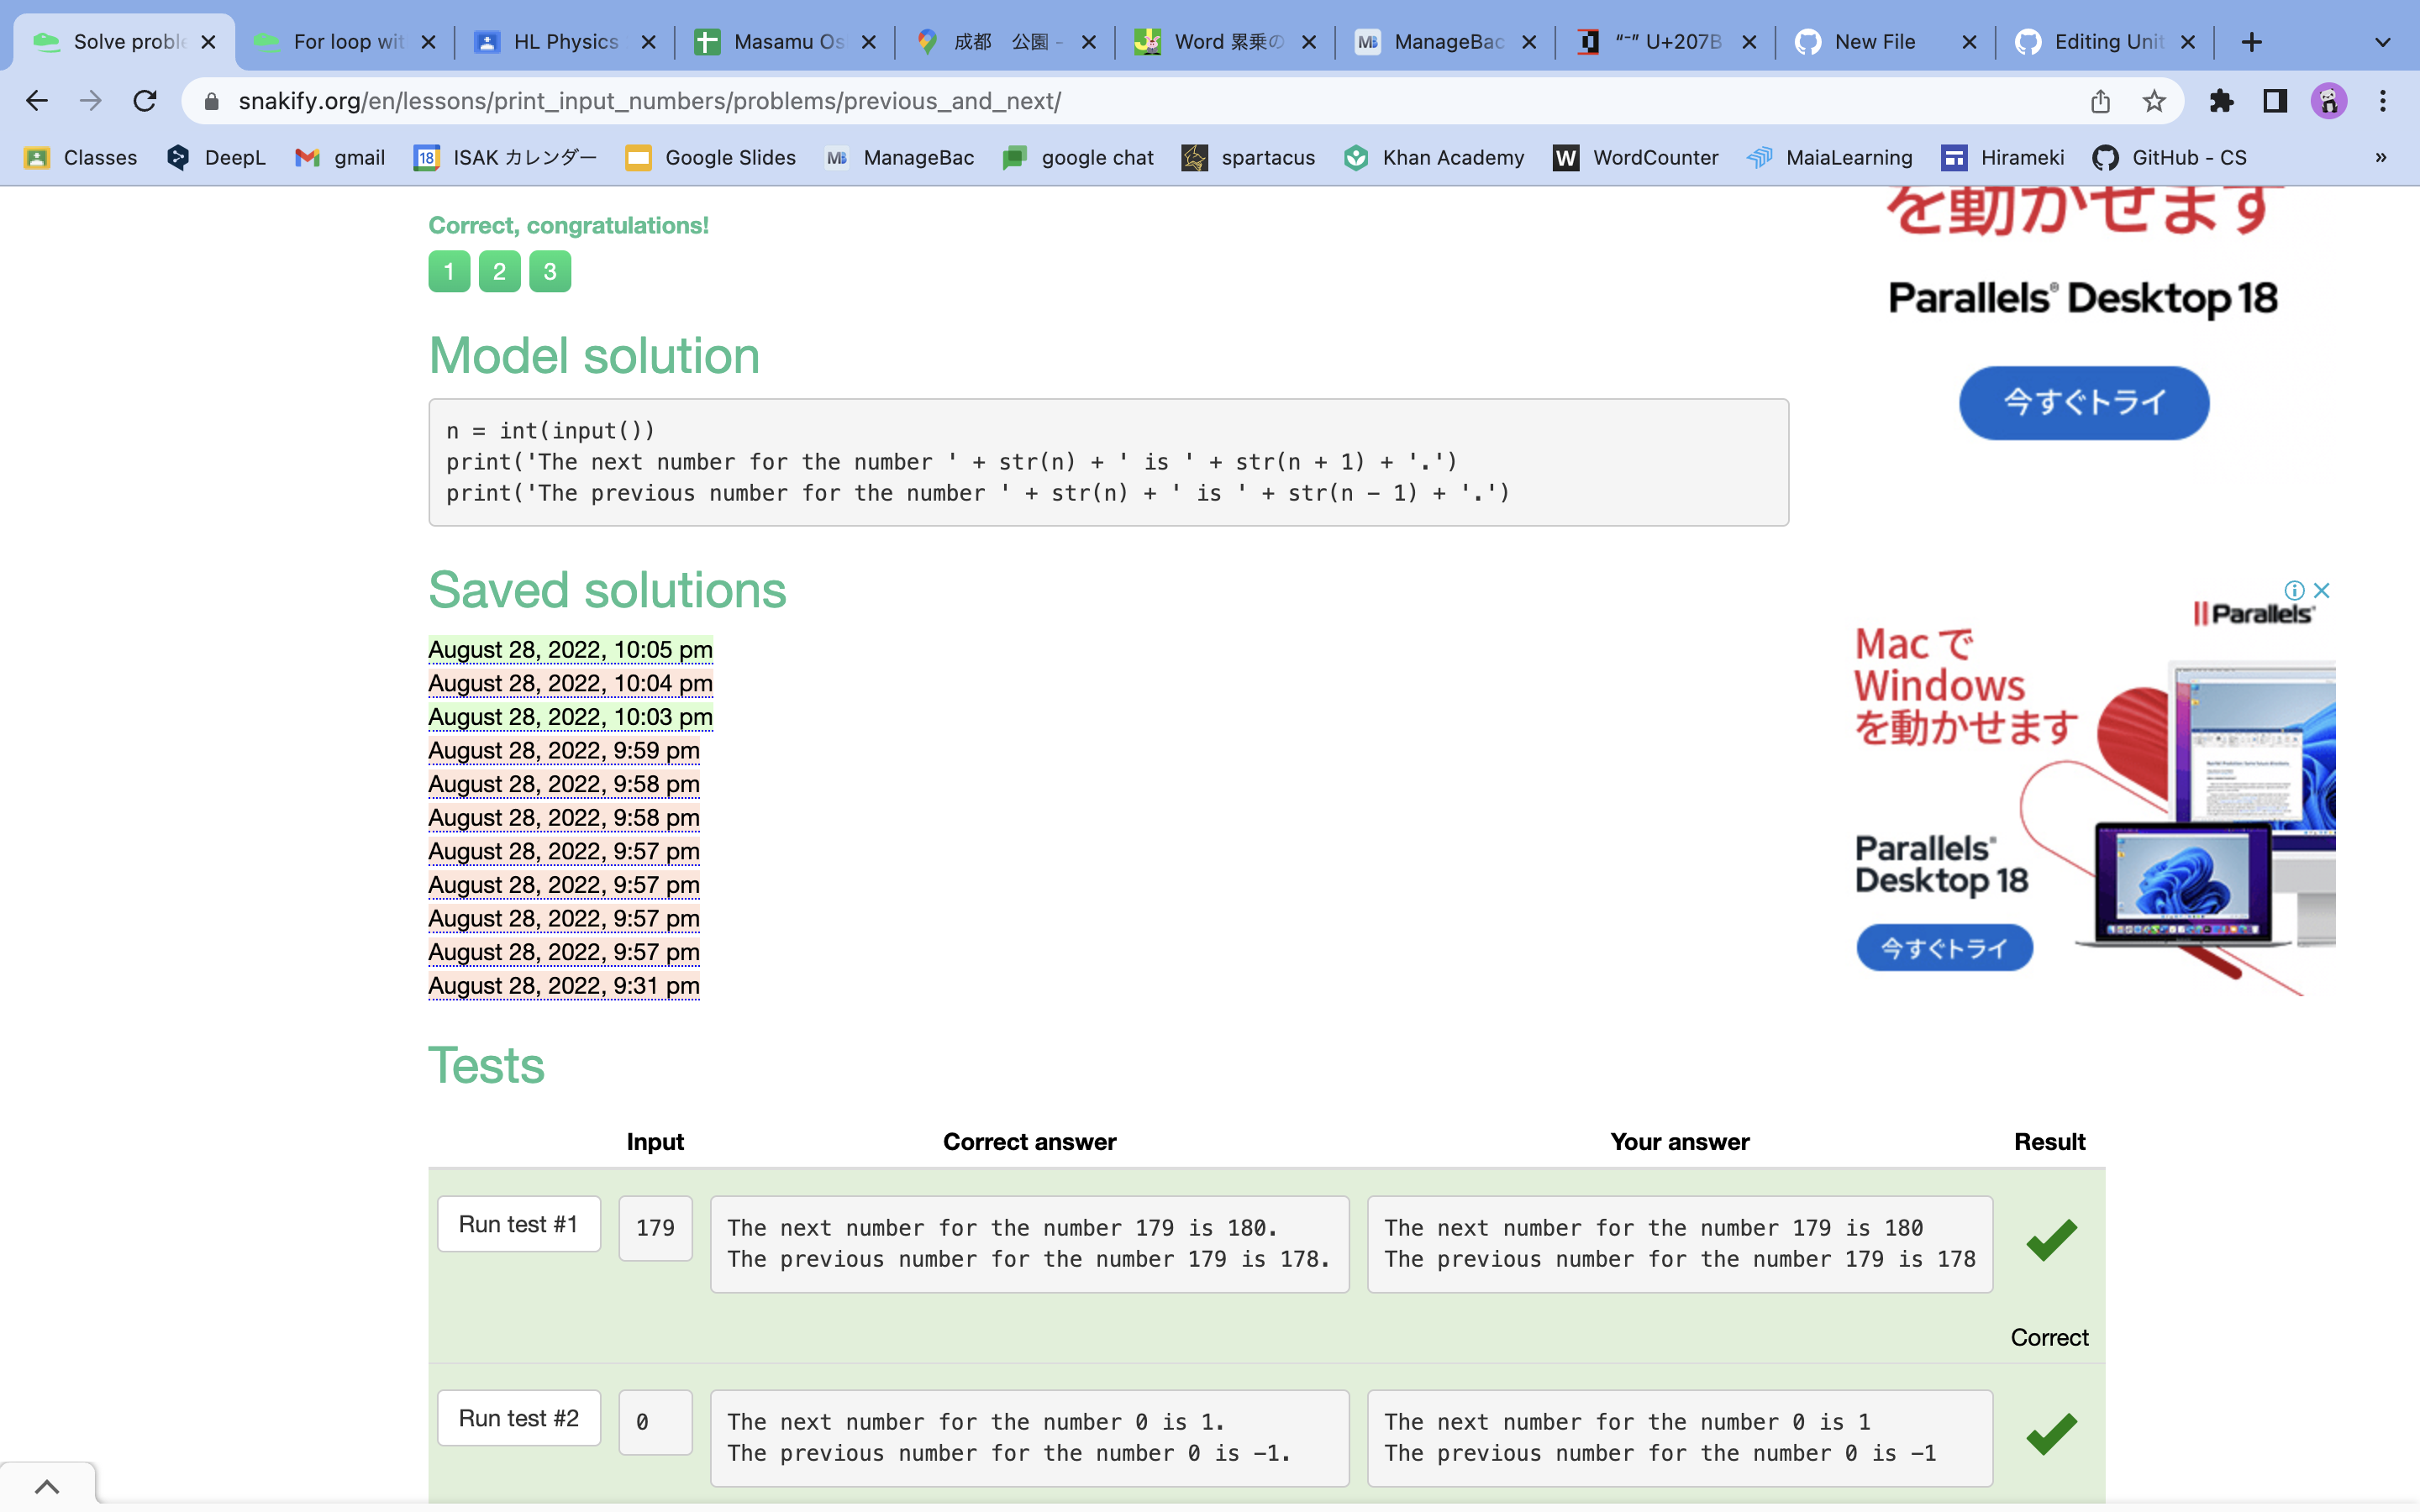 Solve proble
For loop wit
HL Physics
Masamu Os
成都 公園 -
Word 累乗の
ManageBac
“⁻” U+207B
New File
Editing Unit
snakify.org/en/lessons/print_input_numbers/problems/previous_and_next/
Classes
DeepL
gmail
18
ISAK カレンダー
Google Slides
MB
ManageBac
google chat
spartacus
Khan Academy
W
WordCounter
MaiaLearning
Hirameki
GitHub - CS
»
Correct, congratulations!
1 2 3
Model solution
n = int(input())
print('The next number for the number ' + str(n) + ' is ' + str(n + 1) + '.')
print('The previous number for the number ' + str(n) + ' is ' + str(n - 1) + '.')
Saved solutions
August 28, 2022, 10:05 pm
August 28, 2022, 10:04 pm
August 28, 2022, 10:03 pm
August 28, 2022, 9:59 pm
August 28, 2022, 9:58 pm
August 28, 2022, 9:58 pm
August 28, 2022, 9:57 pm
August 28, 2022, 9:57 pm
August 28, 2022, 9:57 pm
August 28, 2022, 9:57 pm
August 28, 2022, 9:31 pm
Tests
Input Correct answer Your answer Result
Run test #1
179
The next number for the number 179 is 180.
The previous number for the number 179 is 178.
The next number for the number 179 is 180
The previous number for the number 179 is 178
Correct
Run test #2
0
The next number for the number 0 is 1.
The previous number for the number 0 is -1.
The next number for the number 0 is 1
The previous number for the number 0 is -1
を動かせます
Parallels® Desktop 18
今すぐトライ
Parallels®
Mac で
Windows
を動かせます
Parallels®
Desktop 18
今すぐトライ